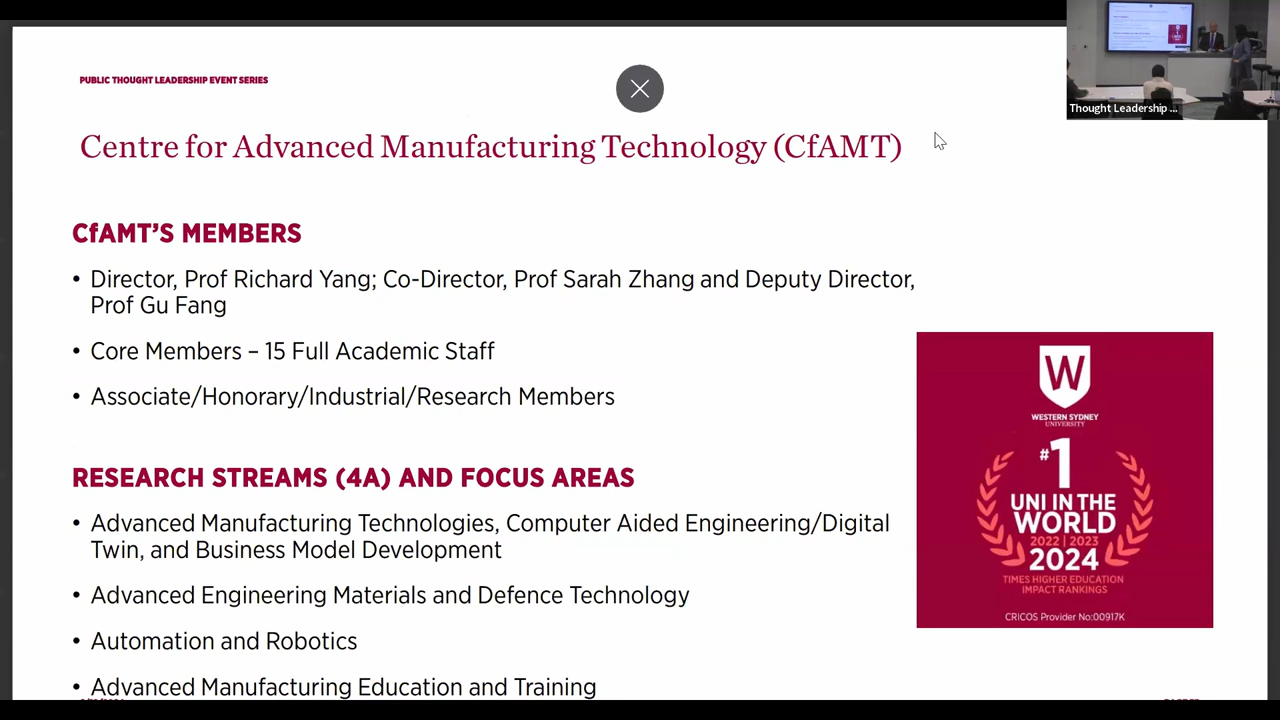 PUBLIC THOUGHT LEADERSHIP EVENT SERIES
Thought Leadership ...
Centre for Advanced Manufacturing Technology (CfAMT)
CfAMT’S MEMBERS
• Director, Prof Richard Yang; Co-Director, Prof Sarah Zhang and Deputy Director,
Prof Gu Fang
• Core Members – 15 Full Academic Staff
• Associate/Honorary/Industrial/Research Members
RESEARCH STREAMS (4A) AND FOCUS AREAS
• Advanced Manufacturing Technologies, Computer Aided Engineering/Digital
Twin, and Business Model Development
• Advanced Engineering Materials and Defence Technology
• Automation and Robotics
• Advanced Manufacturing Education and Training
W
WESTERN SYDNEY
UNIVERSITY
#1
UNI IN THE
WORLD
2022 | 2023
2024
TIMES HIGHER EDUCATION
IMPACT RANKINGS
CRICOS Provider No:00917K